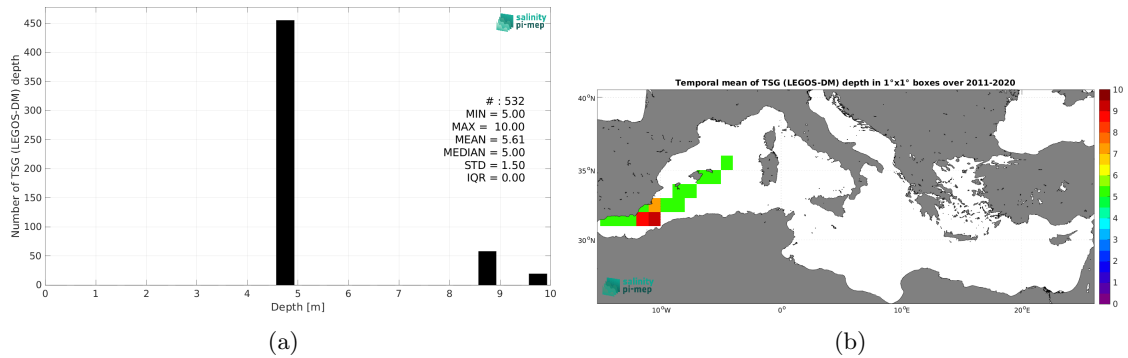 salinity
pi-mep
450
400
350
300
250
200
150
100
50
0
Number of TSG (LEGOS-DM) depth
# : 532
MIN = 5.00
MAX = 10.00
MEAN = 5.61
MEDIAN = 5.00
STD = 1.50
IQR = 0.00
0 1 2 3 4 5 6 7 8 9 10
Depth [m]
(a)
Temporal mean of TSG (LEGOS-DM) depth in 1°x1° boxes over 2011-2020
40°N
35°N
30°N
10°W 0° 10°E 20°E
salinity
pi-mep
10
9
8
7
6
5
4
3
2
1
0
(b)